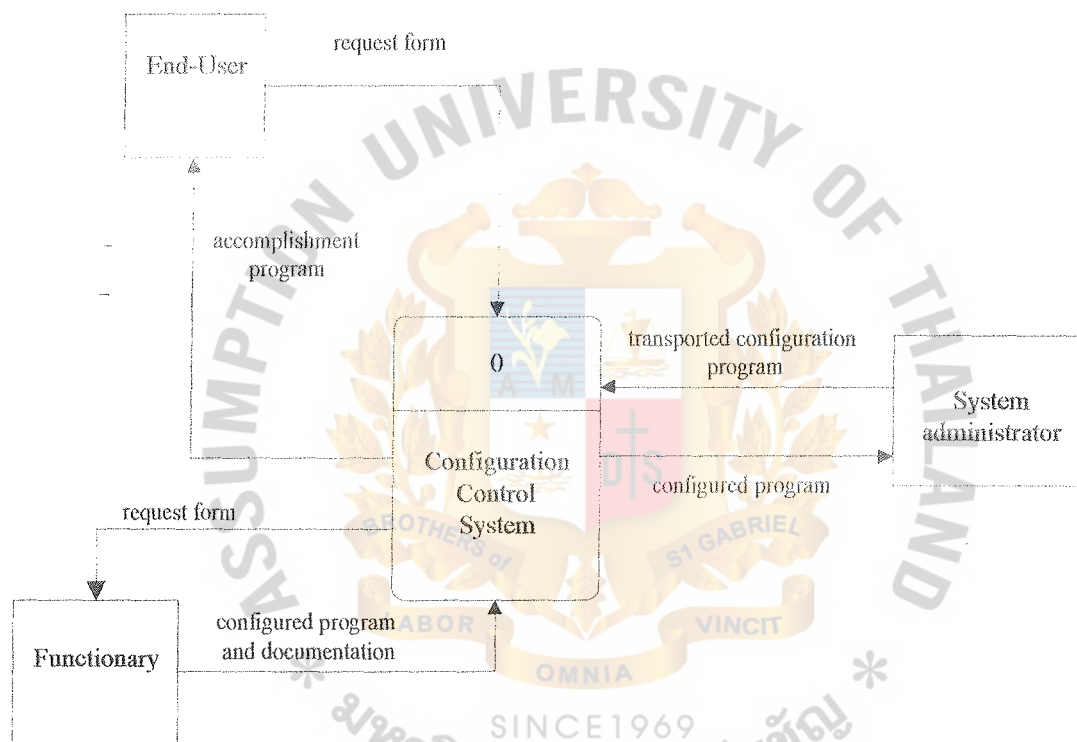 request form
End-User
ASSUMPTION UNIVERSITY OF THAILAND
accomplishment
program
0
A M
D S
transported configuration
program
System
administrator
Configuration
Control
System
configured program
request form
BROTHERS of
S1 GABRIEL
LABOR
VINCIT
OMNIA
Functionary
configured program
and documentation
SINCE1969